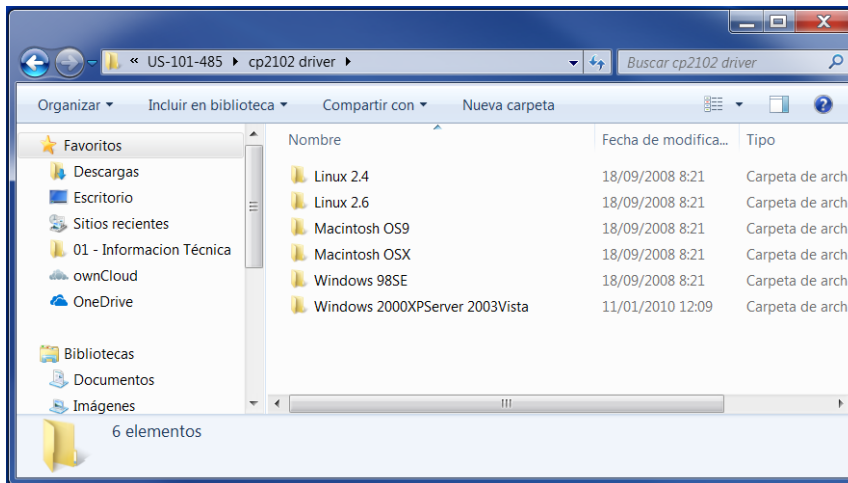 « US-101-485 ▸ cp2102 driver ▸
Buscar cp2102 driver
Organizar
Incluir en biblioteca
Compartir con
Nueva carpeta
Favoritos
Descargas
Escritorio
Sitios recientes
01 - Informacion Técnica
ownCloud
OneDrive
Bibliotecas
Documentos
Imágenes
Nombre Fecha de modifica... Tipo
Linux 2.4 18/09/2008 8:21 Carpeta de arch
Linux 2.6 18/09/2008 8:21 Carpeta de arch
Macintosh OS9 18/09/2008 8:21 Carpeta de arch
Macintosh OSX 18/09/2008 8:21 Carpeta de arch
Windows 98SE 18/09/2008 8:21 Carpeta de arch
Windows 2000XPServer 2003Vista 11/01/2010 12:09 Carpeta de arch
6 elementos